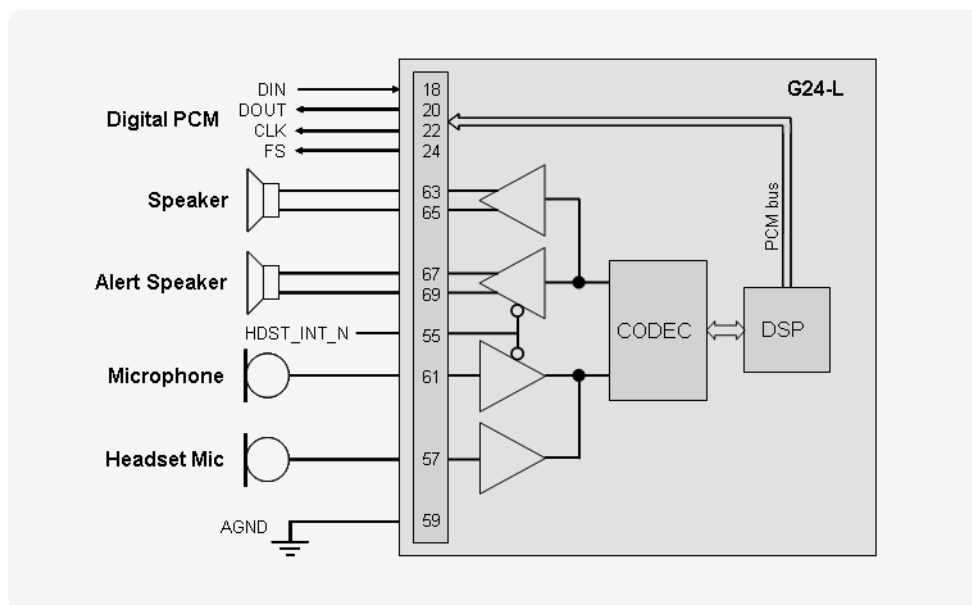 G24-L
DIN 18
Digital PCM
DOUT 20
CLK 22
FS 24
PCM bus
Speaker
63
65
Alert Speaker
67
69
HDST_INT_N 55
CODEC
DSP
Microphone 61
Headset Mic 57
AGND 59